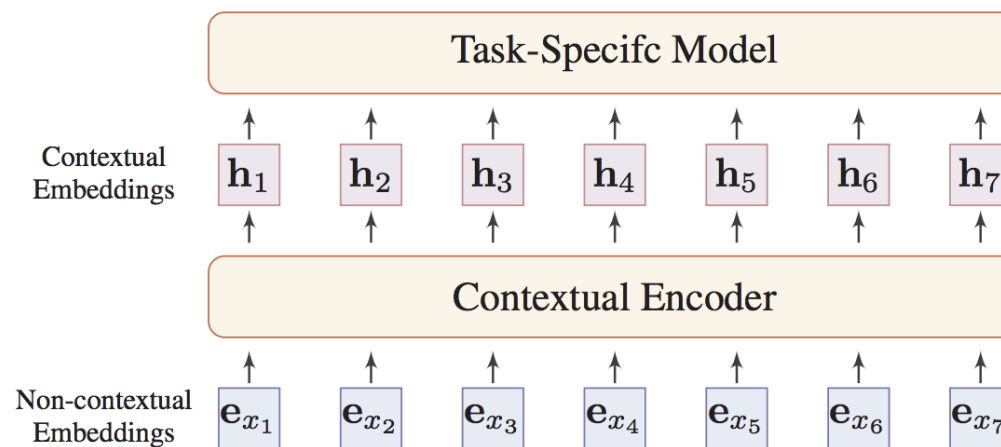 Task-Specifc Model
Contextual
Embeddings
h₁ h₂ h₃ h₄ h₅ h₆ h₇
Contextual Encoder
Non-contextual
Embeddings
eₓ₁ eₓ₂ eₓ₃ eₓ₄ eₓ₅ eₓ₆ eₓ₇